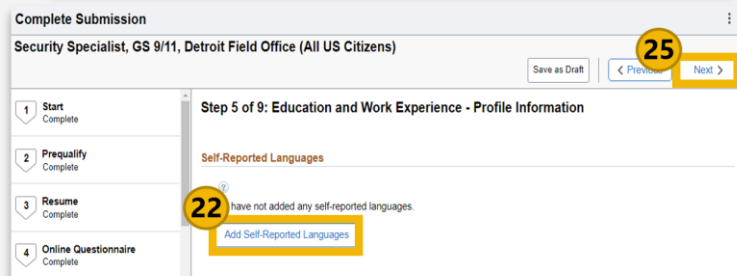 Complete Submission
Security Specialist, GS 9/11, Detroit Field Office (All US Citizens)
25
Save as Draft
Next
1 Start
Complete
Step 5 of 9: Education and Work Experience - Profile Information
2 Prequalify
Complete
Self-Reported Languages
?
3 Resume
Complete
22
have not added any self-reported languages.
Add Self-Reported Languages
4 Online Questionnaire
Complete